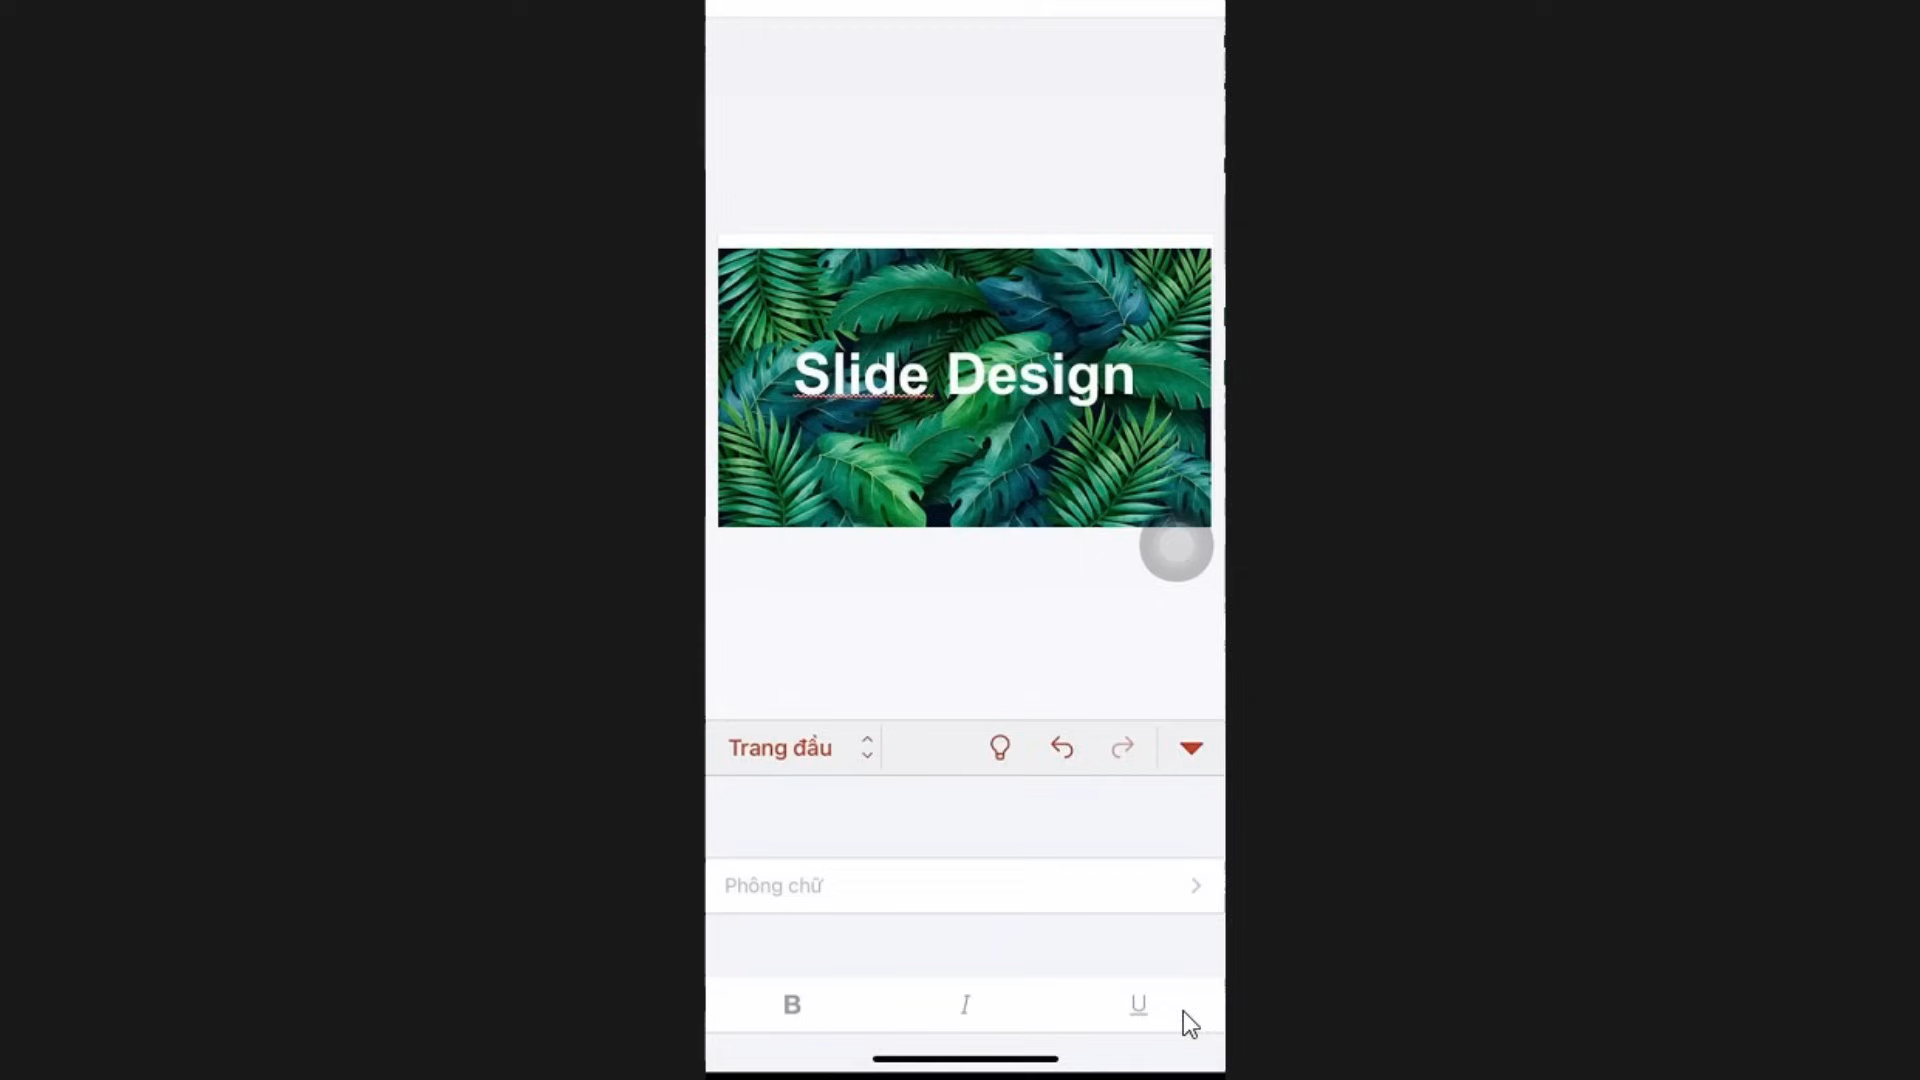 Slide Design
Trang đầu
Phông chữ
B I U